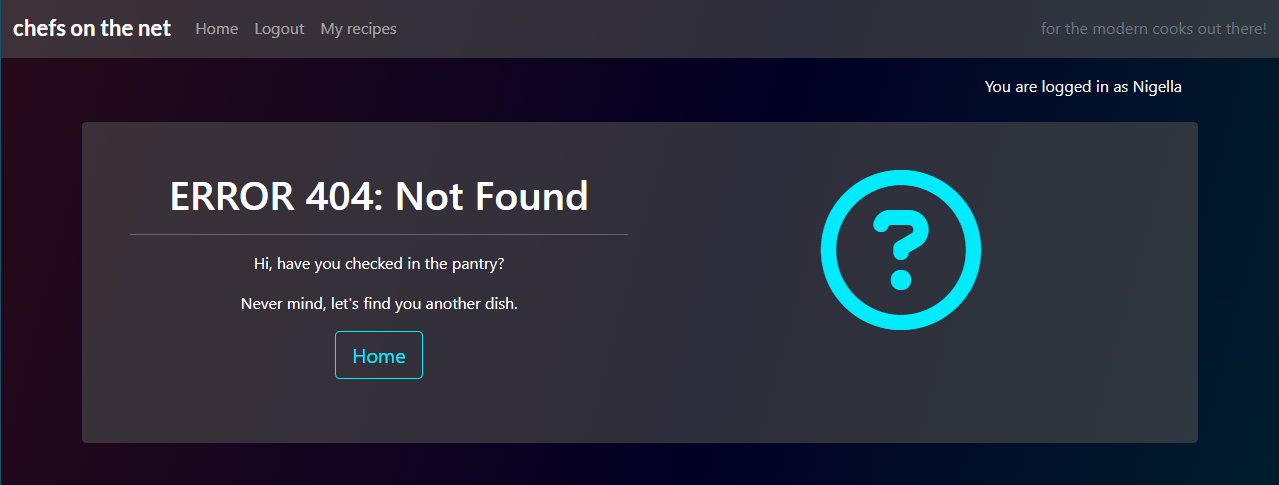 chefs on the net Home Logout My recipes for the modern cooks out there!
You are logged in as Nigella
ERROR 404: Not Found
Hi, have you checked in the pantry?
Never mind, let's find you another dish.
Home
?